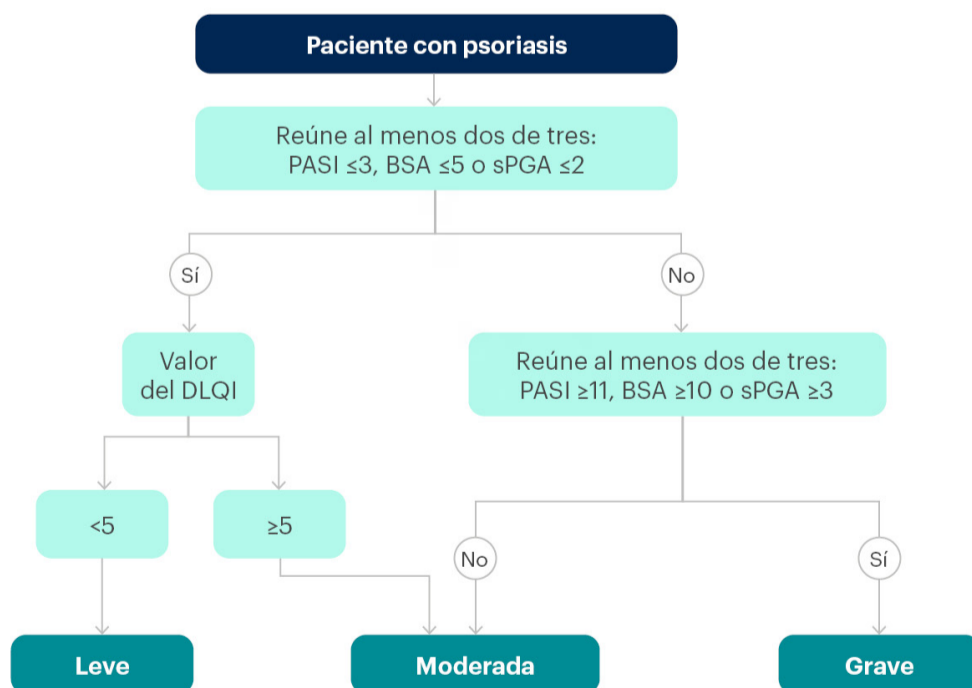 Paciente con psoriasis
Reúne al menos dos de tres:
PASI ≤3, BSA ≤5 o sPGA ≤2
Sí
No
Valor
del DLQI
Reúne al menos dos de tres:
PASI ≥11, BSA ≥10 o sPGA ≥3
<5
≥5
No
Sí
Leve
Moderada
Grave